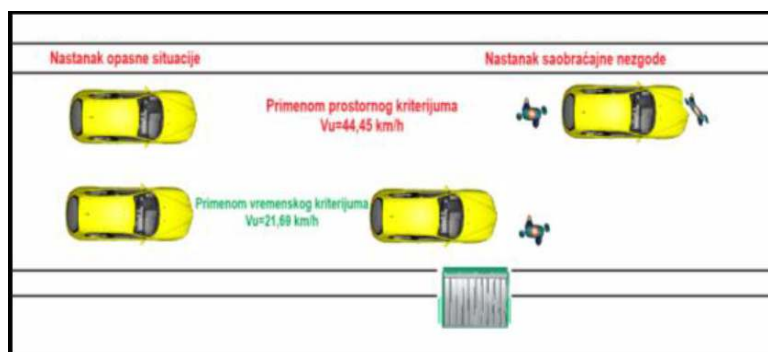 Nastanak opasne situacije
Nastanak saobraćajne nezgode
Primenom prostornog kriterijuma
Vu=44,45 km/h
Primenom vremenskog kriterijuma
Vu=21,69 km/h